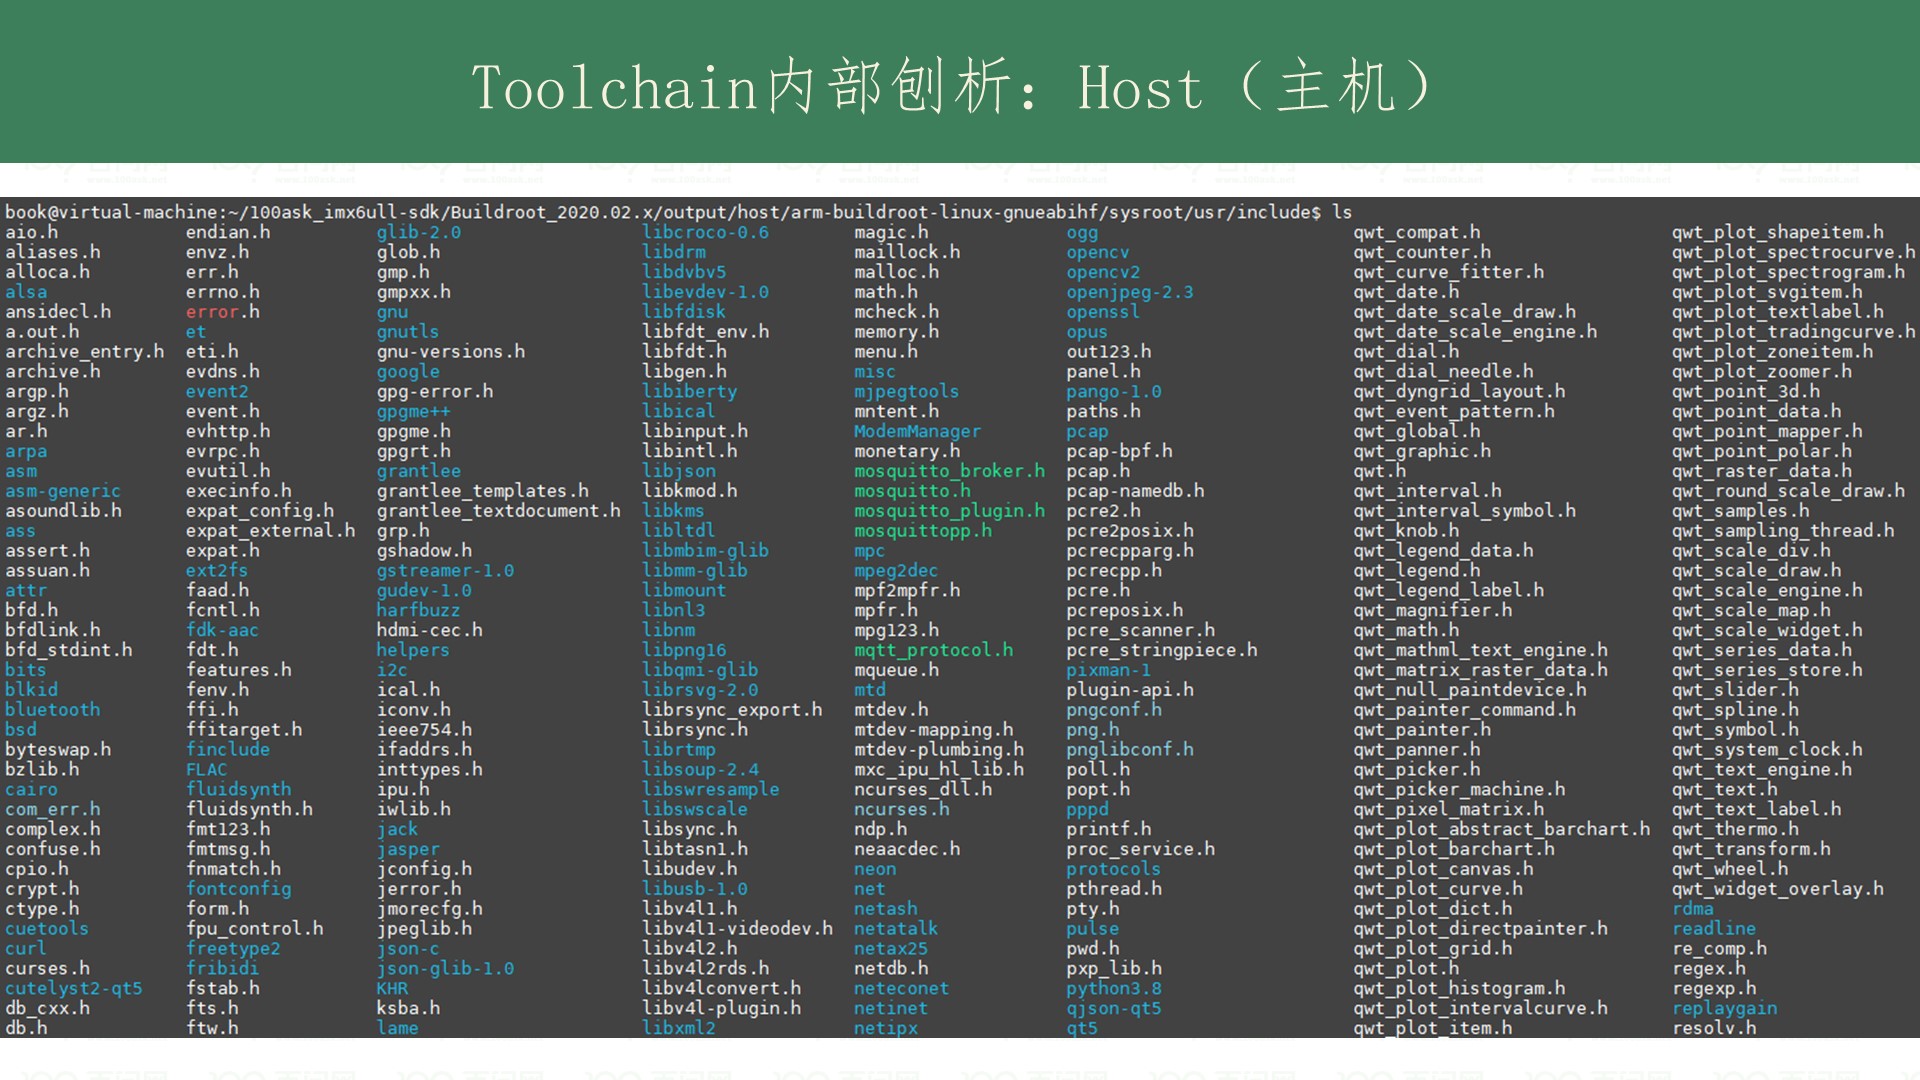 Toolchain内部刨析：Host（主机）
book@virtual-machine:~/100ask_imx6ull-sdk/Buildroot_2020.02.x/output/host/arm-buildroot-linux-gnueabihf/sysroot/usr/include$ ls
aio.h endian.h glib-2.0 libcroco-0.6 magic.h ogg qwt_compat.h qwt_plot_shapeitem.h
aliases.h envz.h glob.h libdrm maillock.h opencv qwt_counter.h qwt_plot_spectrocurve.h
alloca.h err.h gmp.h libdvbv5 malloc.h opencv2 qwt_curve_fitter.h qwt_plot_spectrogram.h
alsa errno.h gmpxx.h libevdev-1.0 math.h openjpeg-2.3 qwt_date.h qwt_plot_svgitem.h
ansidecl.h error.h gnu libfdisk mcheck.h openssl qwt_date_scale_draw.h qwt_plot_textlabel.h
a.out.h et gnutls libfdt_env.h memory.h opus qwt_date_scale_engine.h qwt_plot_tradingcurve.h
archive_entry.h eti.h gnu-versions.h libfdt.h menu.h out123.h qwt_dial.h qwt_plot_zoneitem.h
archive.h evdns.h google libgen.h misc panel.h qwt_dial_needle.h qwt_plot_zoomer.h
argp.h event2 gpg-error.h libiberty mjpegtools pango-1.0 qwt_dyngrid_layout.h qwt_point_3d.h
argz.h event.h gpgme++ libical mntent.h paths.h qwt_event_pattern.h qwt_point_data.h
ar.h evhttp.h gpgme.h libinput.h ModemManager pcap qwt_global.h qwt_point_mapper.h
arpa evrpc.h gpgrt.h libintl.h monetary.h pcap-bpf.h qwt_graphic.h qwt_point_polar.h
asm evutil.h grantlee libjson mosquitto_broker.h pcap.h qwt.h qwt_raster_data.h
asm-generic execinfo.h grantlee_templates.h libkmod.h mosquitto.h pcap-namedb.h qwt_interval.h qwt_round_scale_draw.h
asoundlib.h expat_config.h grantlee_textdocument.h libkms mosquitto_plugin.h pcre2.h qwt_interval_symbol.h qwt_samples.h
ass expat_external.h grp.h libltdl mosquittopp.h pcre2posix.h qwt_knob.h qwt_sampling_thread.h
assert.h expat.h gshadow.h libmbim-glib mpc pcrecpparg.h qwt_legend_data.h qwt_scale_div.h
assuan.h ext2fs gstreamer-1.0 libmm-glib mpeg2dec pcrecpp.h qwt_legend.h qwt_scale_draw.h
attr faad.h gudev-1.0 libmount mpf2mpfr.h pcre.h qwt_legend_label.h qwt_scale_engine.h
bfd.h fcntl.h harfbuzz libnl3 mpfr.h pcreposix.h qwt_magnifier.h qwt_scale_map.h
bfdlink.h fdk-aac hdmi-cec.h libnm mpg123.h pcre_scanner.h qwt_math.h qwt_scale_widget.h
bfd_stdint.h fdt.h helpers libpng16 mqtt_protocol.h pcre_stringpiece.h qwt_mathml_text_engine.h qwt_series_data.h
bits features.h i2c libqmi-glib mqueue.h pixman-1 qwt_matrix_raster_data.h qwt_series_store.h
blkid fenv.h ical.h librsvg-2.0 mtd plugin-api.h qwt_null_paintdevice.h qwt_slider.h
bluetooth ffi.h iconv.h librsync_export.h mtdev.h pngconf.h qwt_painter_command.h qwt_spline.h
bsd ffitarget.h ieee754.h librsync.h mtdev-mapping.h png.h qwt_painter.h qwt_symbol.h
byteswap.h finclude ifaddrs.h librtmp mtdev-plumbing.h pnglibconf.h qwt_panner.h qwt_system_clock.h
bzlib.h FLAC inttypes.h libsoup-2.4 mxc_ipu_hl_lib.h poll.h qwt_picker.h qwt_text_engine.h
cairo fluidsynth ipu.h libswresample ncurses_dll.h popt.h qwt_picker_machine.h qwt_text.h
com_err.h fluidsynth.h iwlib.h libswscale ncurses.h pppd qwt_pixel_matrix.h qwt_text_label.h
complex.h fmt123.h jack libsync.h ndp.h printf.h qwt_plot_abstract_barchart.h qwt_thermo.h
confuse.h fmtmsg.h jasper libtasn1.h neaacdec.h proc_service.h qwt_plot_barchart.h qwt_transform.h
cpio.h fnmatch.h jconfig.h libudev.h neon protocols qwt_plot_canvas.h qwt_wheel.h
crypt.h fontconfig jerror.h libusb-1.0 net pthread.h qwt_plot_curve.h qwt_widget_overlay.h
ctype.h form.h jmorecfg.h libv4l1.h netash pty.h qwt_plot_dict.h rdma
cuetools fpu_control.h jpeglib.h libv4l1-videodev.h netatalk pulse qwt_plot_directpainter.h readline
curl freetype2 json-c libv4l2.h netax25 pwd.h qwt_plot_grid.h re_comp.h
curses.h fribidi json-glib-1.0 libv4l2rds.h netdb.h pxp_lib.h qwt_plot.h regex.h
cutelyst2-qt5 fstab.h KHR libv4lconvert.h neteconet python3.8 qwt_plot_histogram.h regexp.h
db_cxx.h fts.h ksba.h libv4l-plugin.h netinet qjson-qt5 qwt_plot_intervalcurve.h replaygain
db.h ftw.h lame libxml2 netipx qt5 qwt_plot_item.h resolv.h